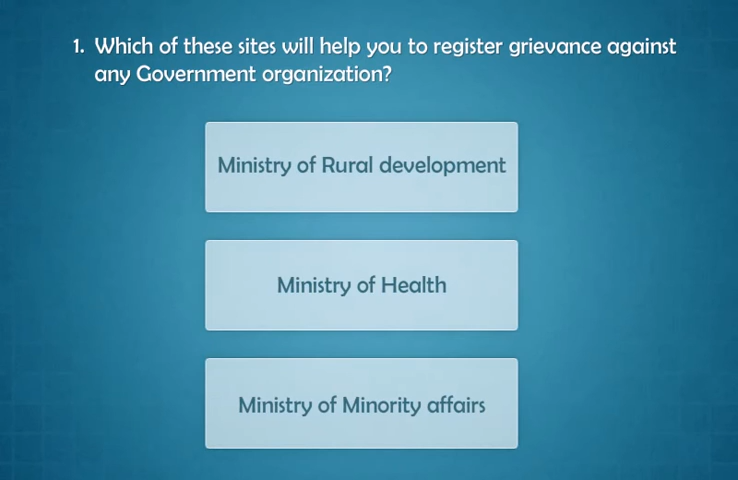 1. Which of these sites will help you to register grievance against
any Government organization?
Ministry of Rural development
Ministry of Health
Ministry of Minority affairs